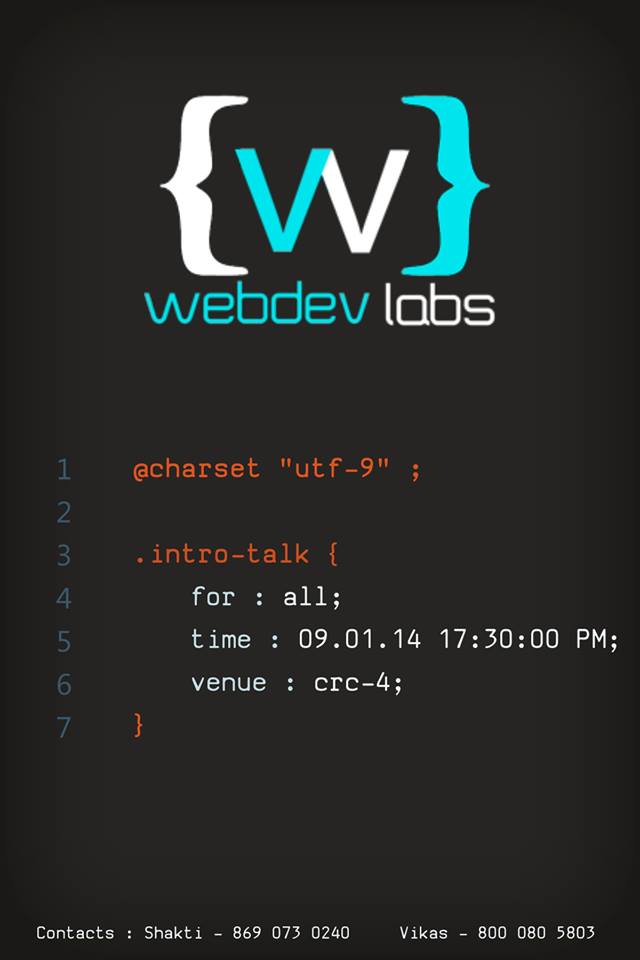 {W}
webdev labs
1 @charset "utf-9" ;
2
3 .intro-talk {
4 for : all;
5 time : 09.01.14 17:30:00 PM;
6 venue : crc-4;
7 }
Contacts : Shakti - 869 073 0240 Vikas - 800 080 5803